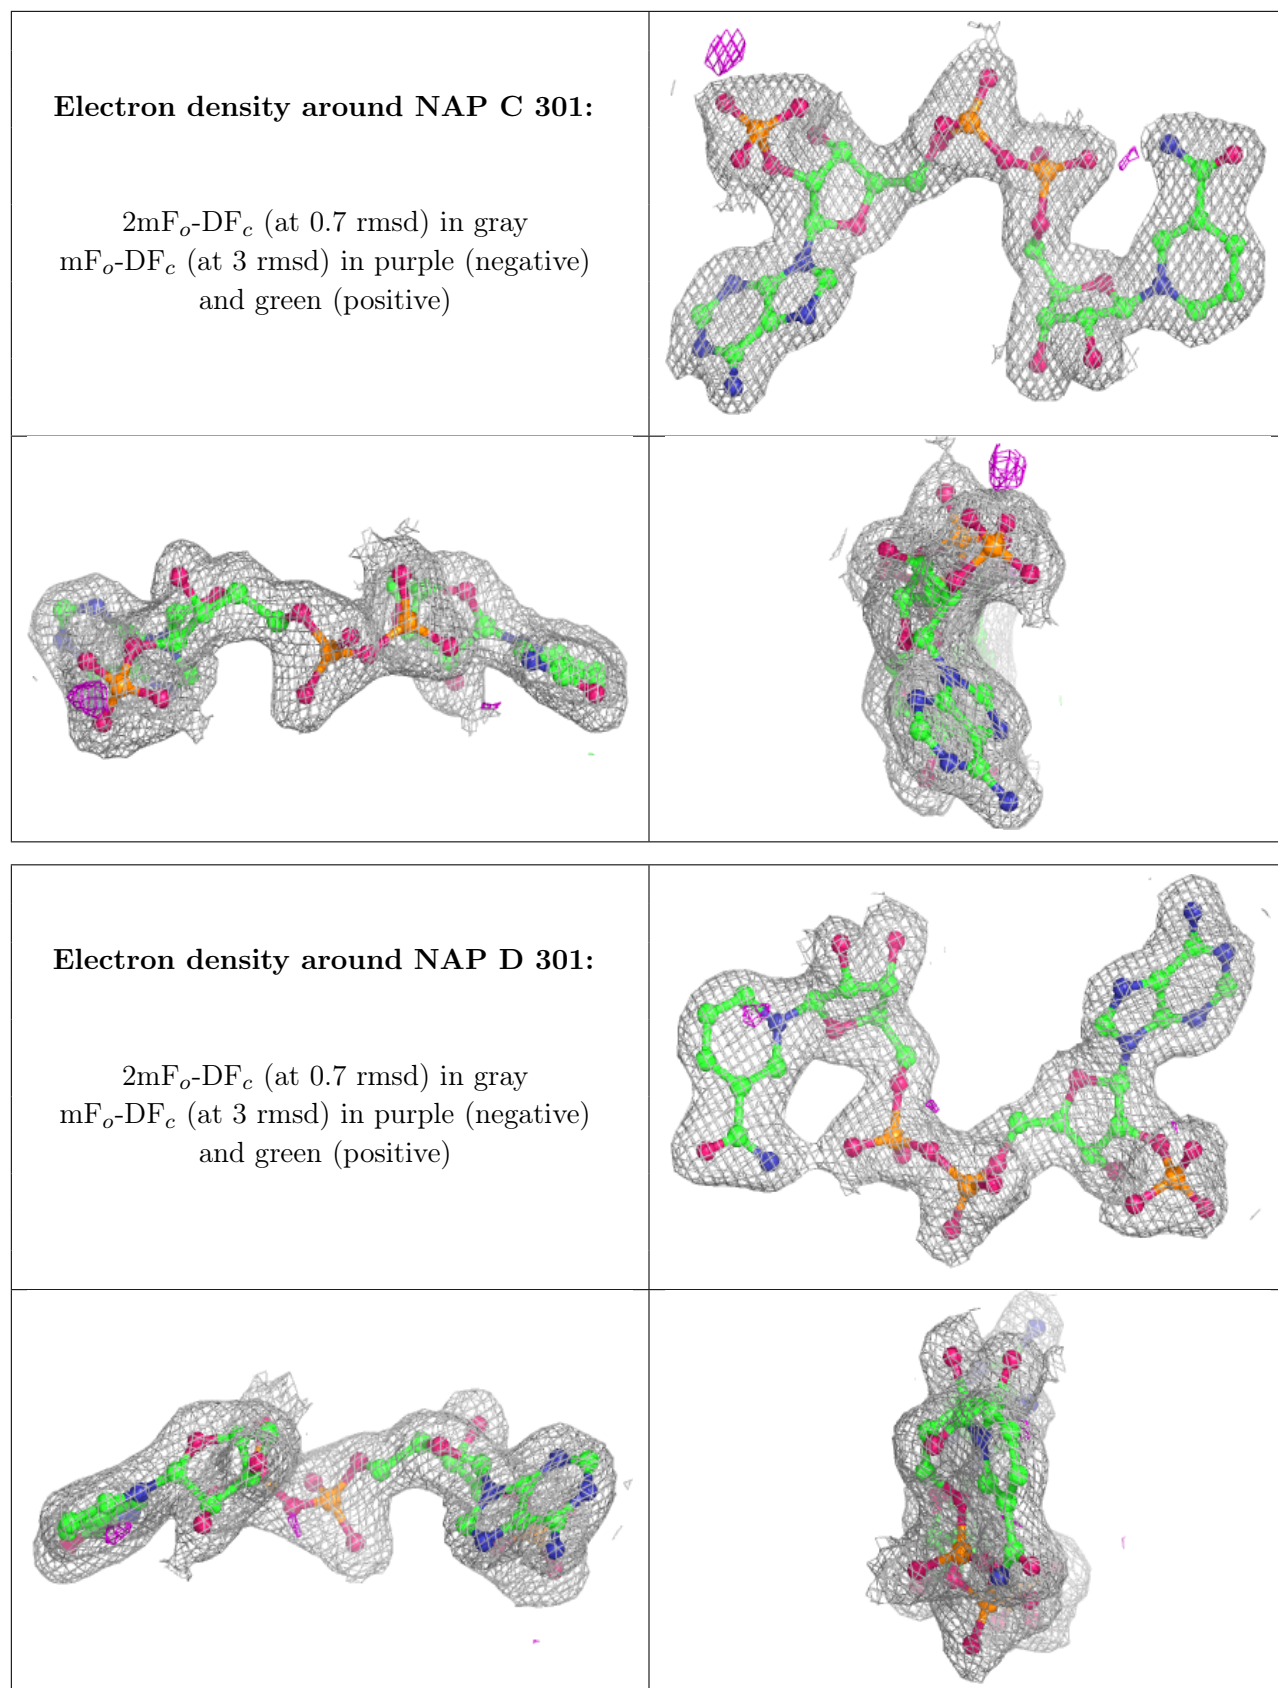 Electron density around NAP C 301:
2mFₒ-DF𝑐 (at 0.7 rmsd) in gray
mFₒ-DF𝑐 (at 3 rmsd) in purple (negative)
and green (positive)
Electron density around NAP D 301:
2mFₒ-DF𝑐 (at 0.7 rmsd) in gray
mFₒ-DF𝑐 (at 3 rmsd) in purple (negative)
and green (positive)